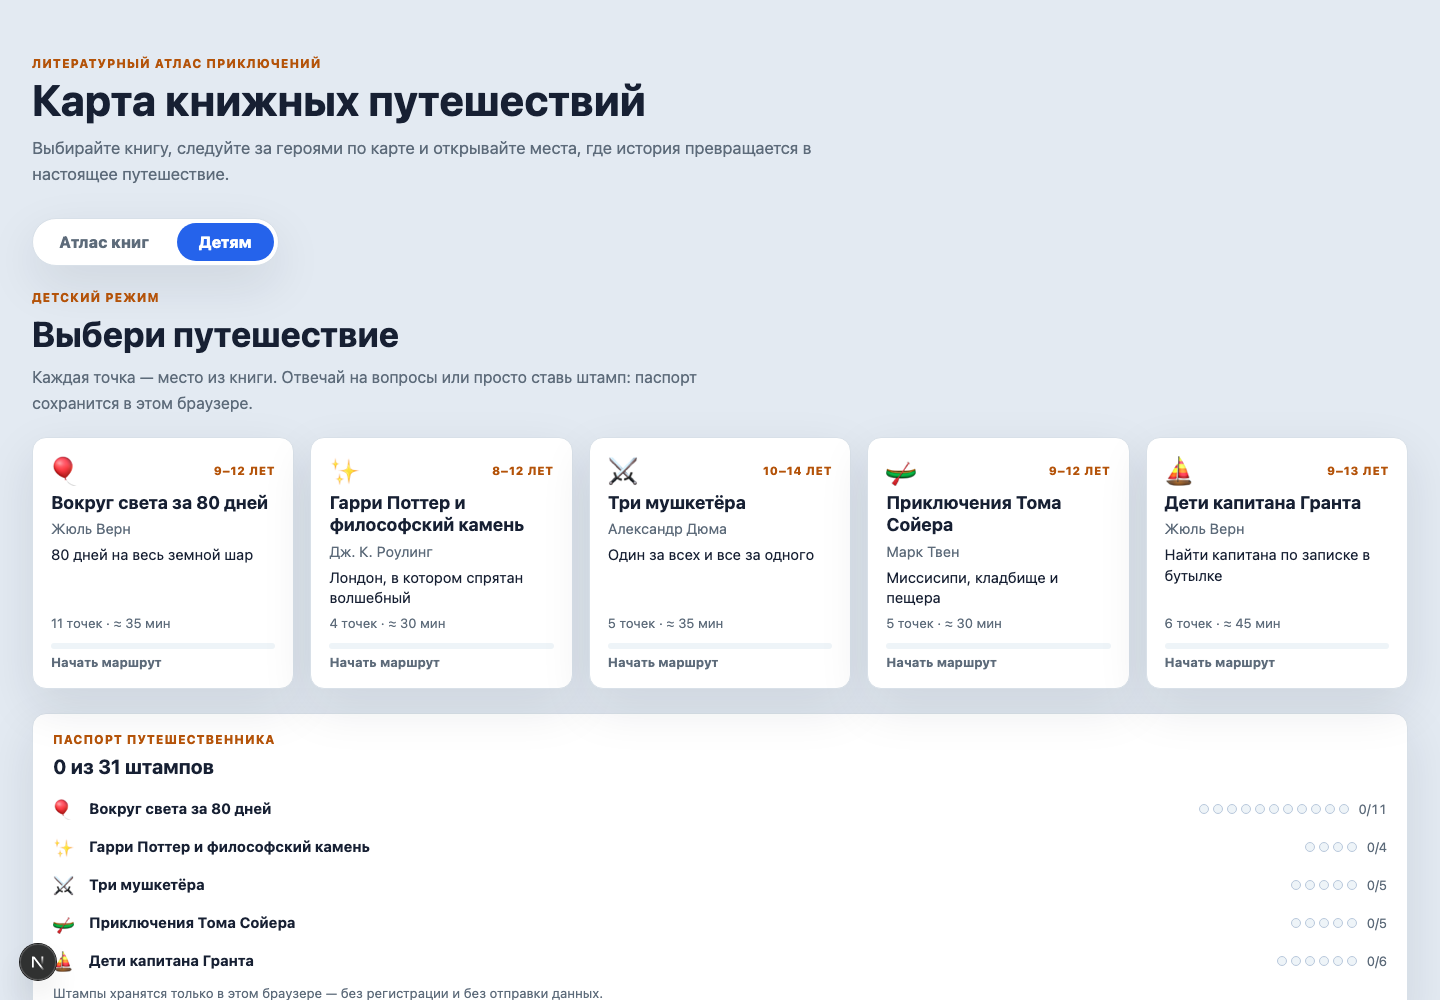 ЛИТЕРАТУРНЫЙ АТЛАС ПРИКЛЮЧЕНИЙ
Карта книжных путешествий
Выбирайте книгу, следуйте за героями по карте и открывайте места, где история превращается в
настоящее путешествие.
Атлас книг
Детям
ДЕТСКИЙ РЕЖИМ
Выбери путешествие
Каждая точка — место из книги. Отвечай на вопросы или просто ставь штамп: паспорт
сохранится в этом браузере.
9–12 ЛЕТ
Вокруг света за 80 дней
Жюль Верн
80 дней на весь земной шар
11 точек · ≈ 35 мин
Начать маршрут
8–12 ЛЕТ
Гарри Поттер и
философский камень
Дж. К. Роулинг
Лондон, в котором спрятан
волшебный
4 точек · ≈ 30 мин
Начать маршрут
10–14 ЛЕТ
Три мушкетёра
Александр Дюма
Один за всех и все за одного
5 точек · ≈ 35 мин
Начать маршрут
9–12 ЛЕТ
Приключения Тома
Сойера
Марк Твен
Миссисипи, кладбище и
пещера
5 точек · ≈ 30 мин
Начать маршрут
9–13 ЛЕТ
Дети капитана Гранта
Жюль Верн
Найти капитана по записке в
бутылке
6 точек · ≈ 45 мин
Начать маршрут
ПАСПОРТ ПУТЕШЕСТВЕННИКА
0 из 31 штампов
Вокруг света за 80 дней 0/11
Гарри Поттер и философский камень 0/4
Три мушкетёра 0/5
Приключения Тома Сойера 0/5
Дети капитана Гранта 0/6
N
Штампы хранятся только в этом браузере — без регистрации и без отправки данных.